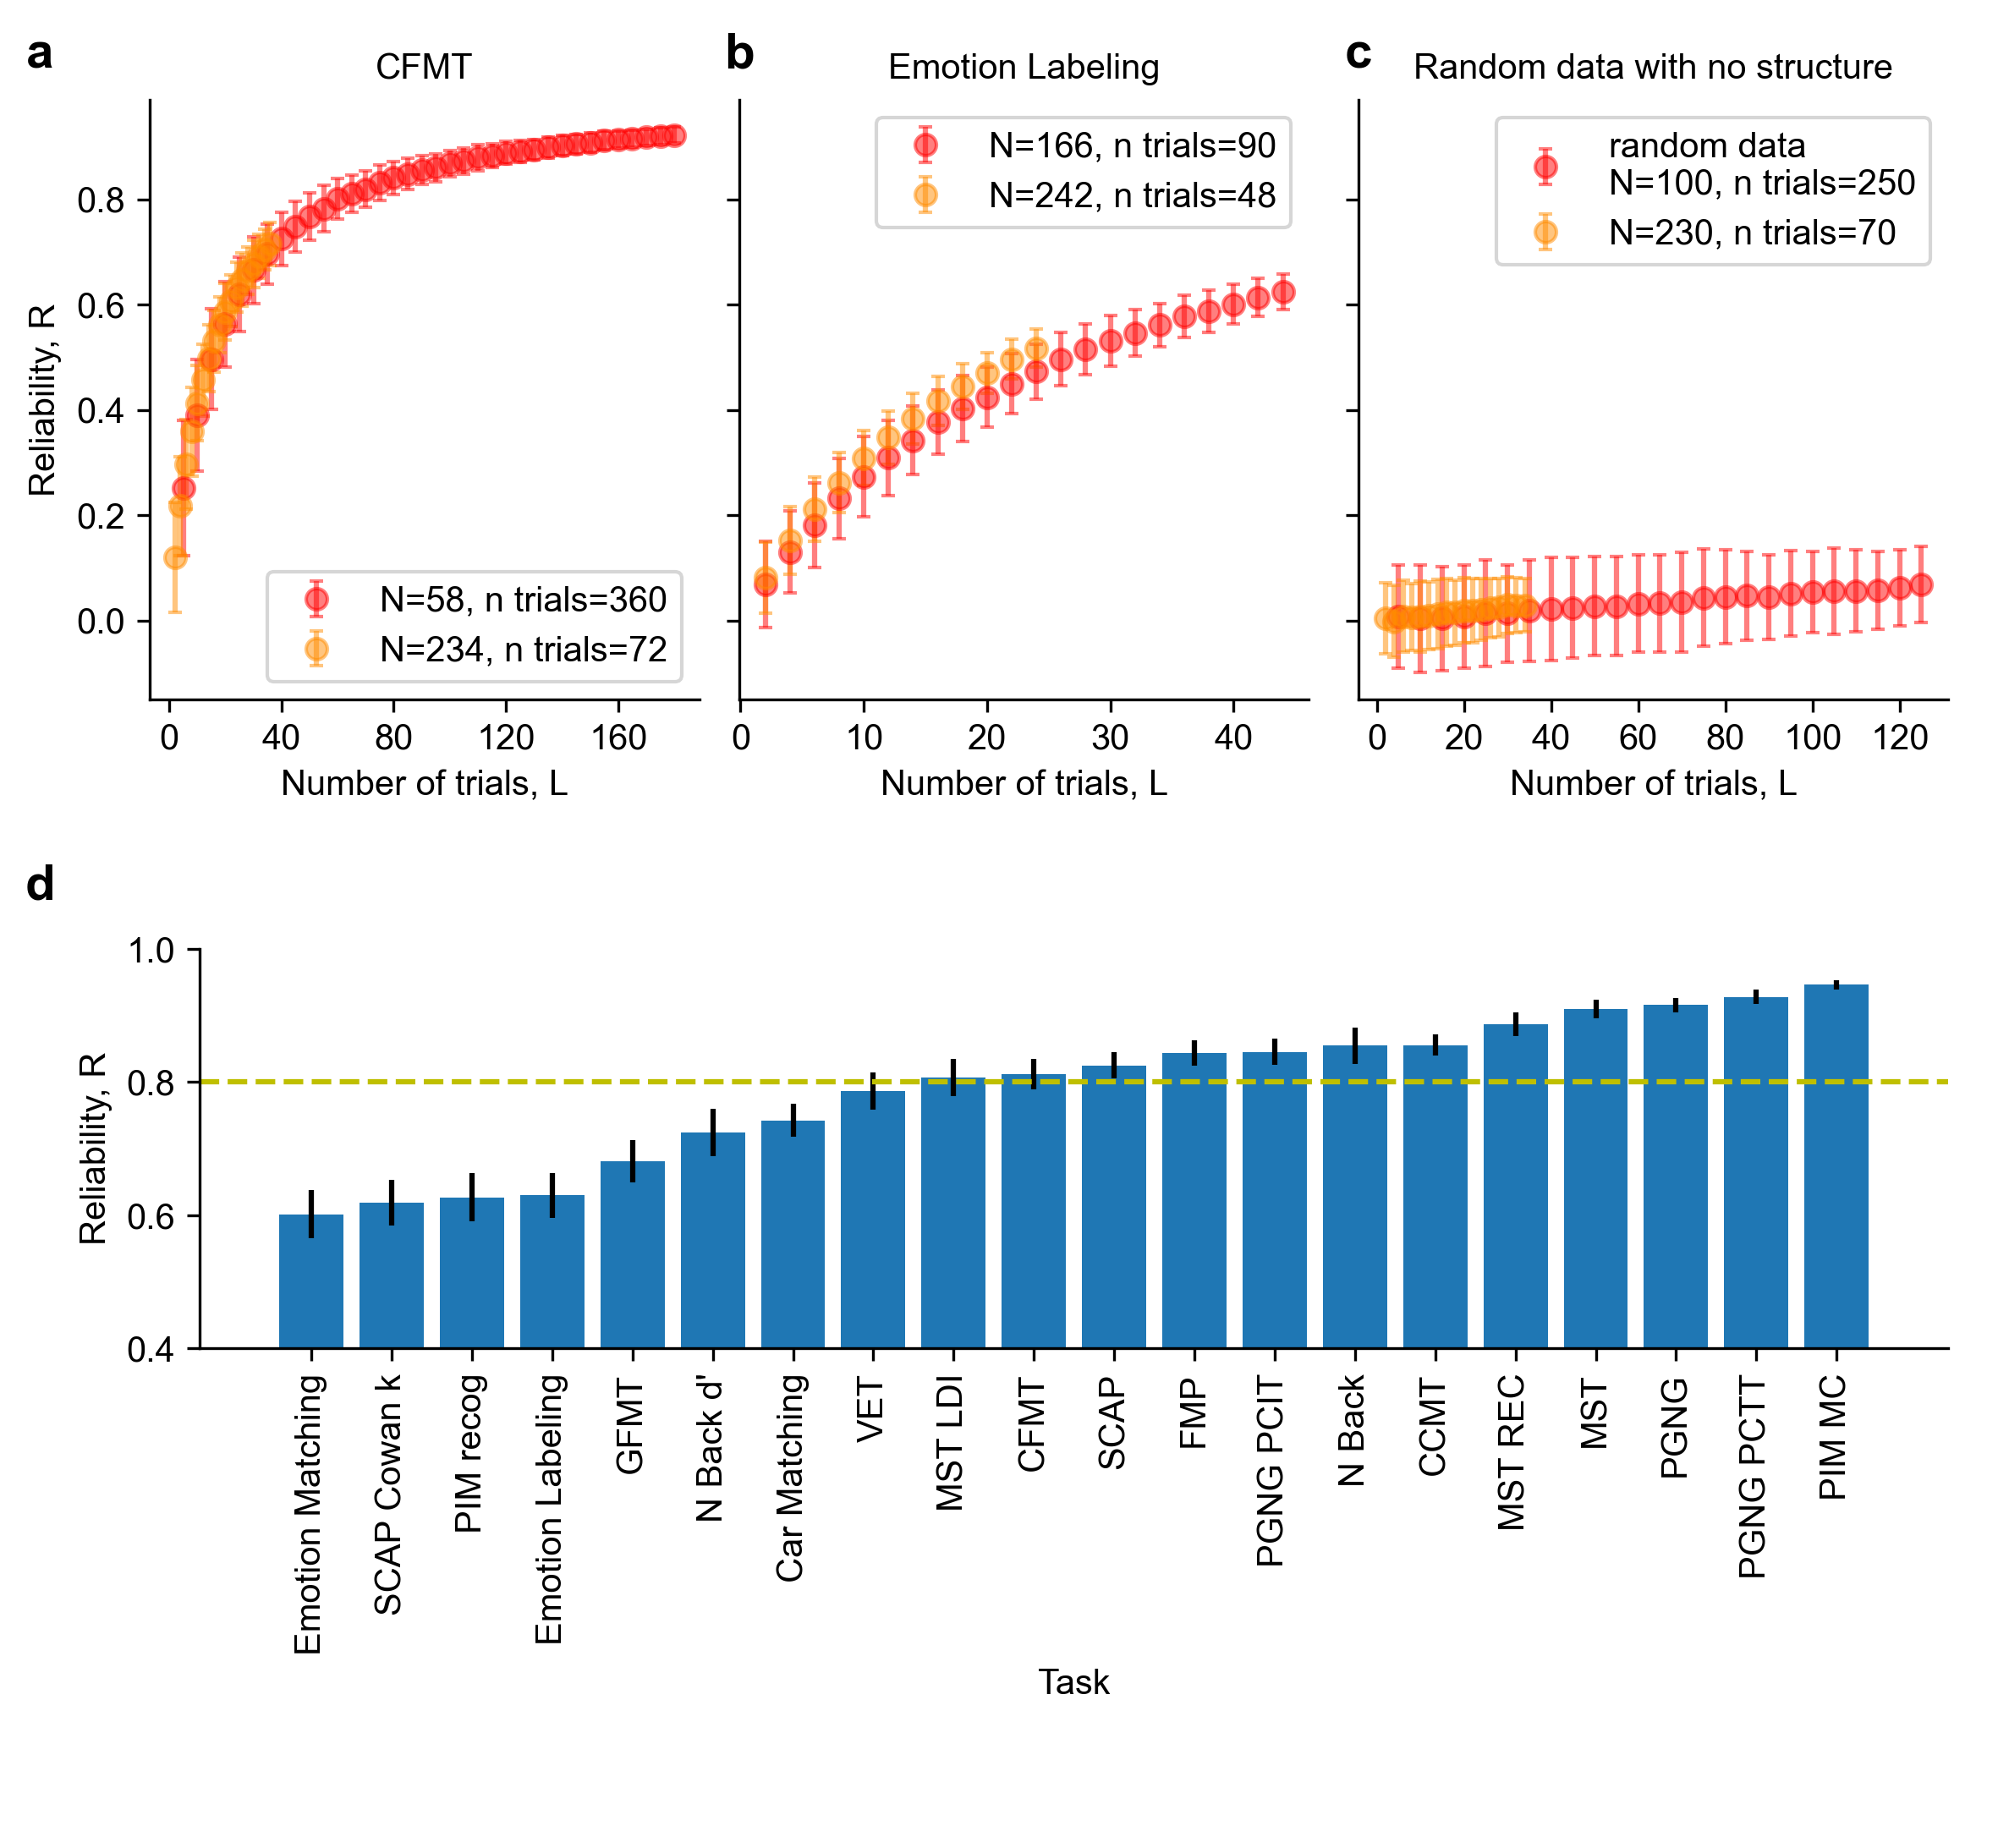 a
CFMT
Reliability, R
0.8
0.6
0.4
0.2
0.0
N=58, n trials=360
N=234, n trials=72
0 40 80 120 160
Number of trials, L
b
Emotion Labeling
N=166, n trials=90
N=242, n trials=48
0 10 20 30 40
Number of trials, L
c
Random data with no structure
random data
N=100, n trials=250
N=230, n trials=70
0 20 40 60 80 100 120
Number of trials, L
d
Reliability, R
1.0
0.8
0.6
0.4
Emotion Matching
SCAP Cowan k
PIM recog
Emotion Labeling
GFMT
N Back d'
Car Matching
VET
MST LDI
CFMT
SCAP
FMP
PGNG PCIT
N Back
CCMT
MST REC
MST
PGNG
PGNG PCTT
PIM MC
Task